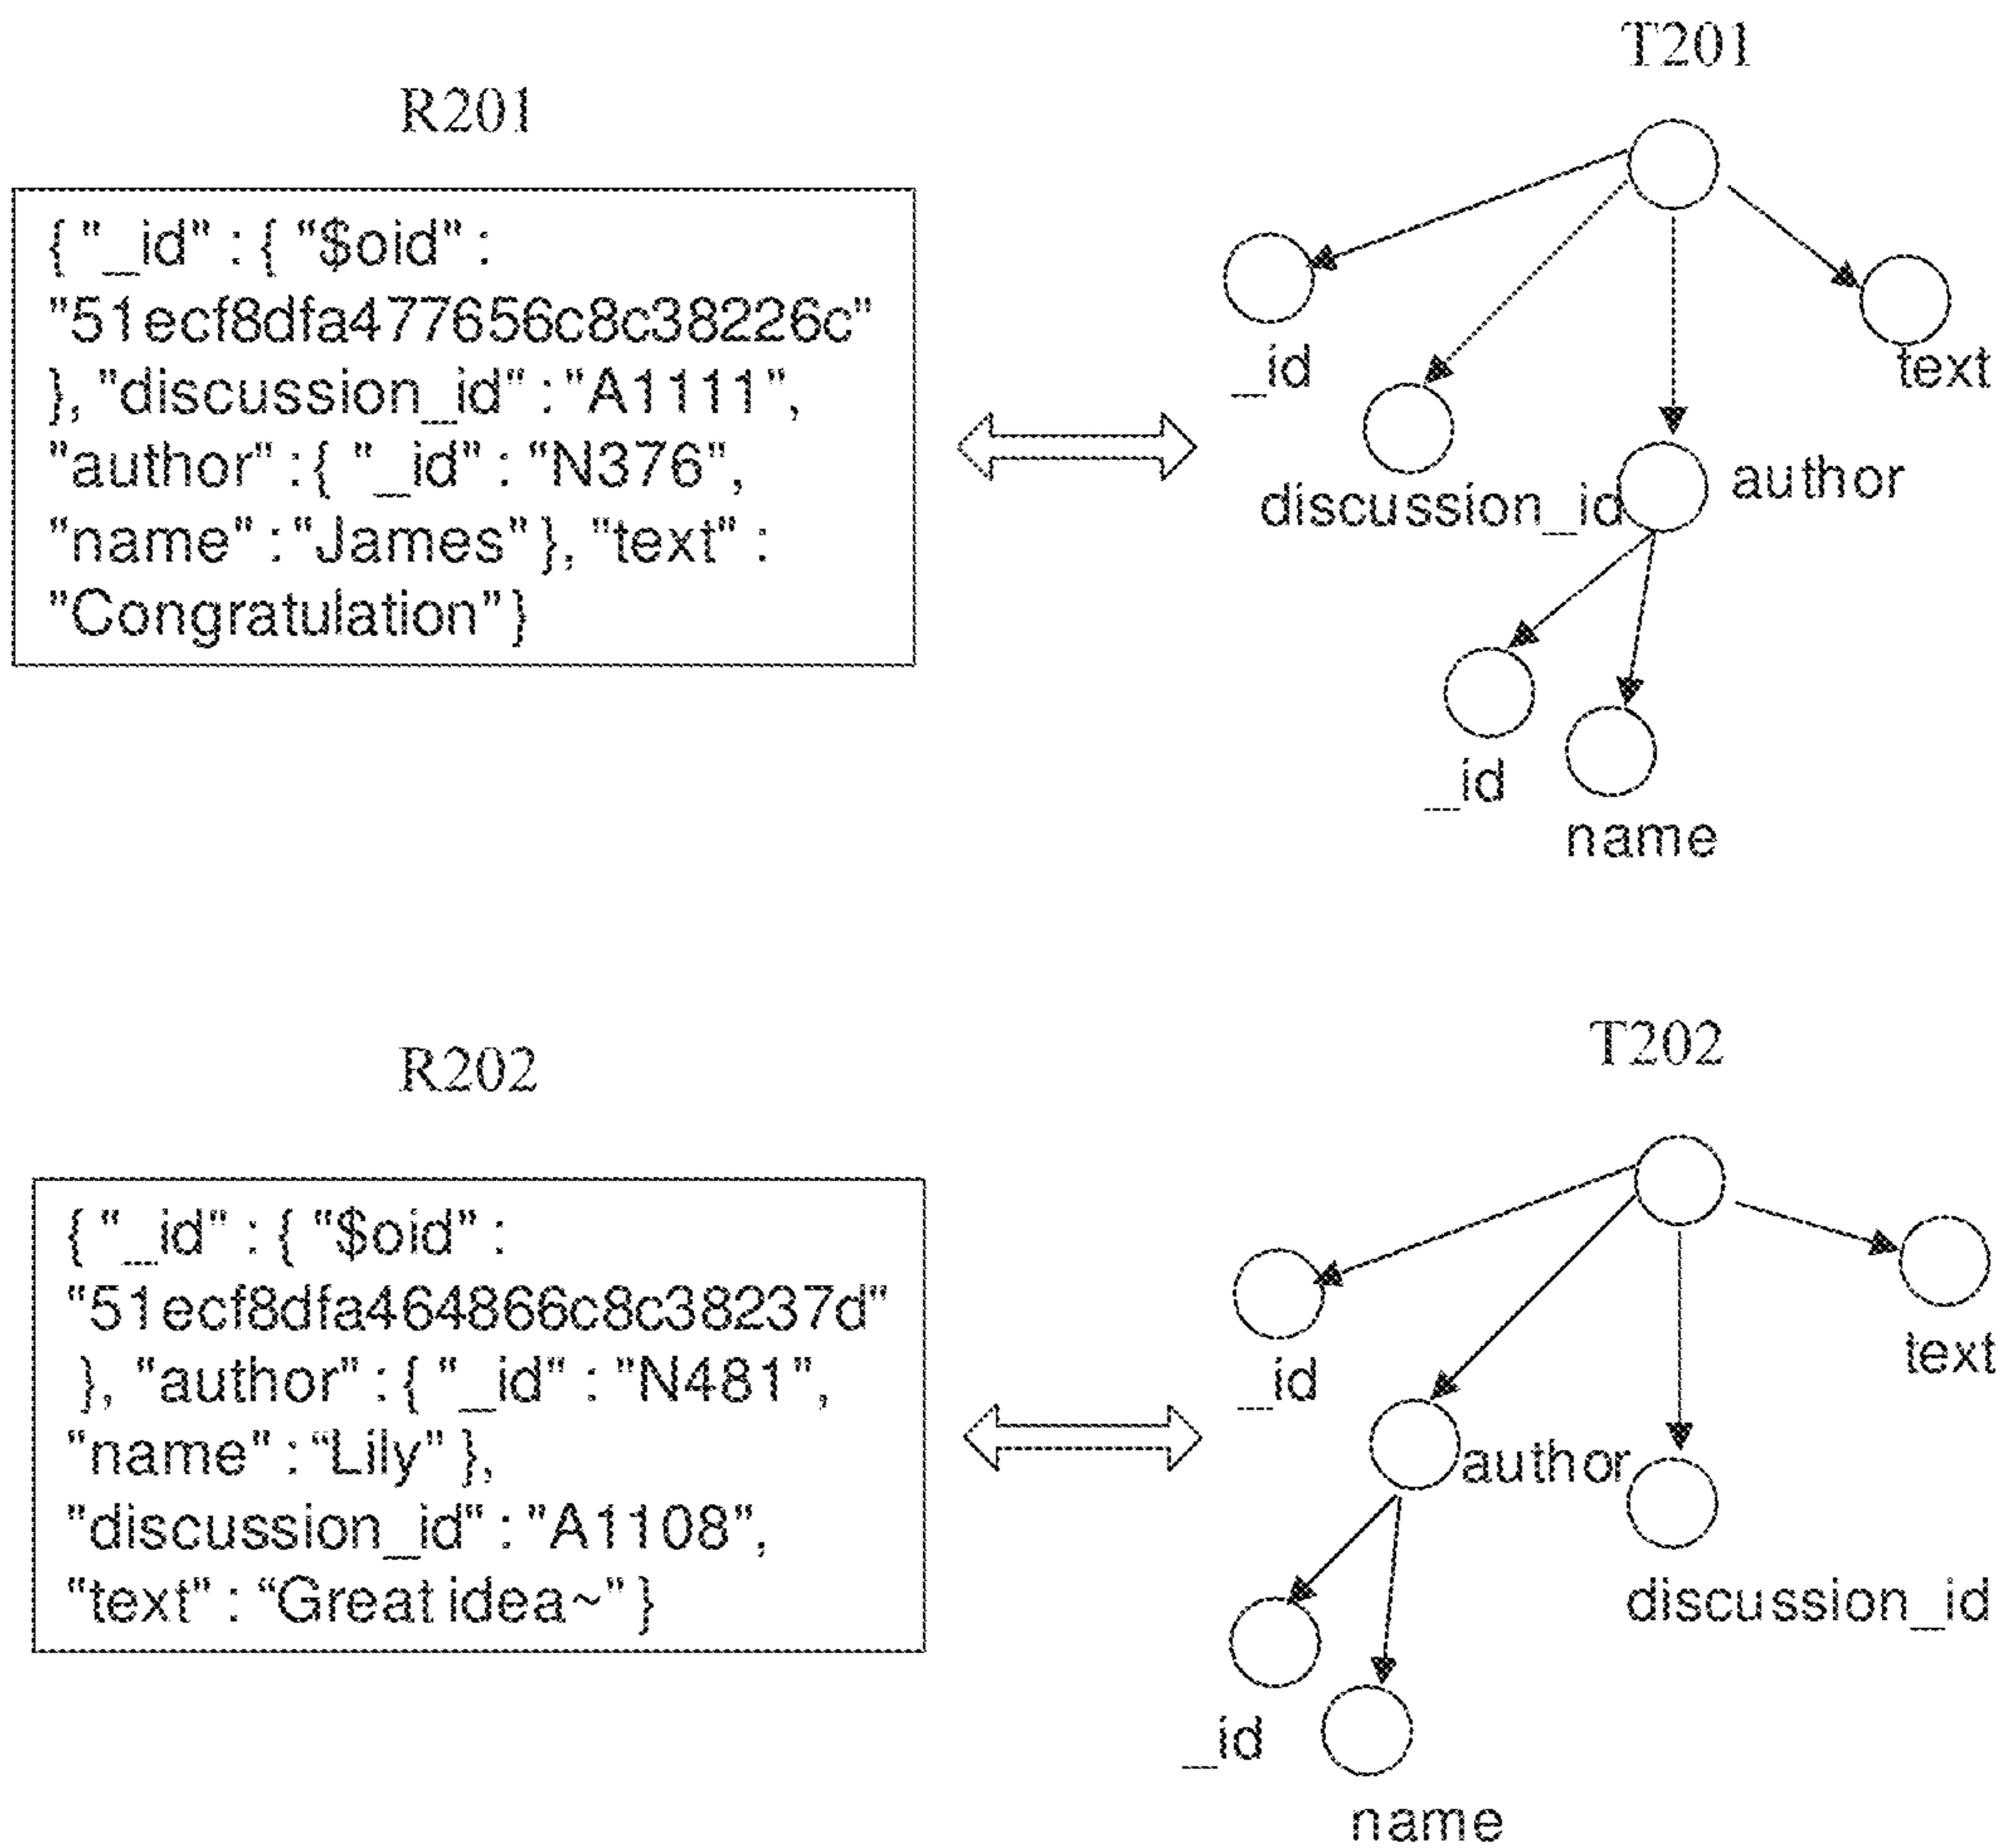 T201
R201
{ "_id" : { "$oid" :
"51ecf8dfa477656c8c38226c"
}, "discussion_id" : "A1111",
"author" : { "_id" : "N376",
"name" : "James" }, "text" :
"Congratulation" }
_id
text
discussion_id
author
_id
name
T202
R202
{ "_id" : { "$oid" :
"51ecf8dfa464866c8c38237d"
}, "author" : { "_id" : "N481",
"name" : “Lily" },
"discussion_id" : "A1108",
"text" : “Great idea~" }
_id
text
author
discussion_id
_id
name